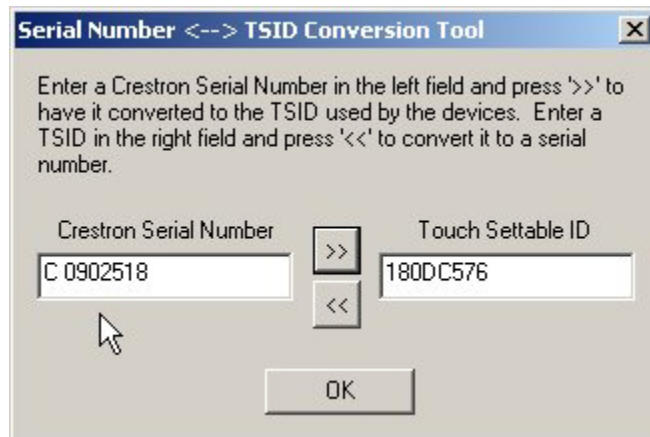 Serial Number <--> TSID Conversion Tool
Enter a Crestron Serial Number in the left field and press '>>' to
have it converted to the TSID used by the devices. Enter a
TSID in the right field and press '<<' to convert it to a serial
number.
Crestron Serial Number
>>
Touch Settable ID
C 0902518
180DC576
<<
OK